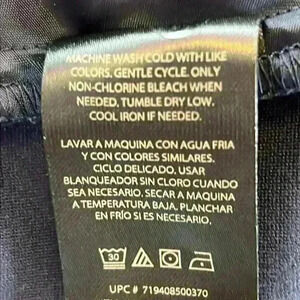 MACHINE WASH COLD WITH LIKE
COLORS. GENTLE CYCLE. ONLY
NON-CHLORINE BLEACH WHEN
NEEDED. TUMBLE DRY LOW.
COOL IRON IF NEEDED.
LAVAR A MAQUINA CON AGUA FRIA
Y CON COLORES SIMILARES.
CICLO DELICADO. USAR
BLANQUEADOR SIN CLORO CUANDO
SEA NECESARIO. SECAR A MAQUINA
A TEMPERATURA BAJA. PLANCHAR
EN FRÍO SI ES NECESARIO.
30
UPC # 719408500370